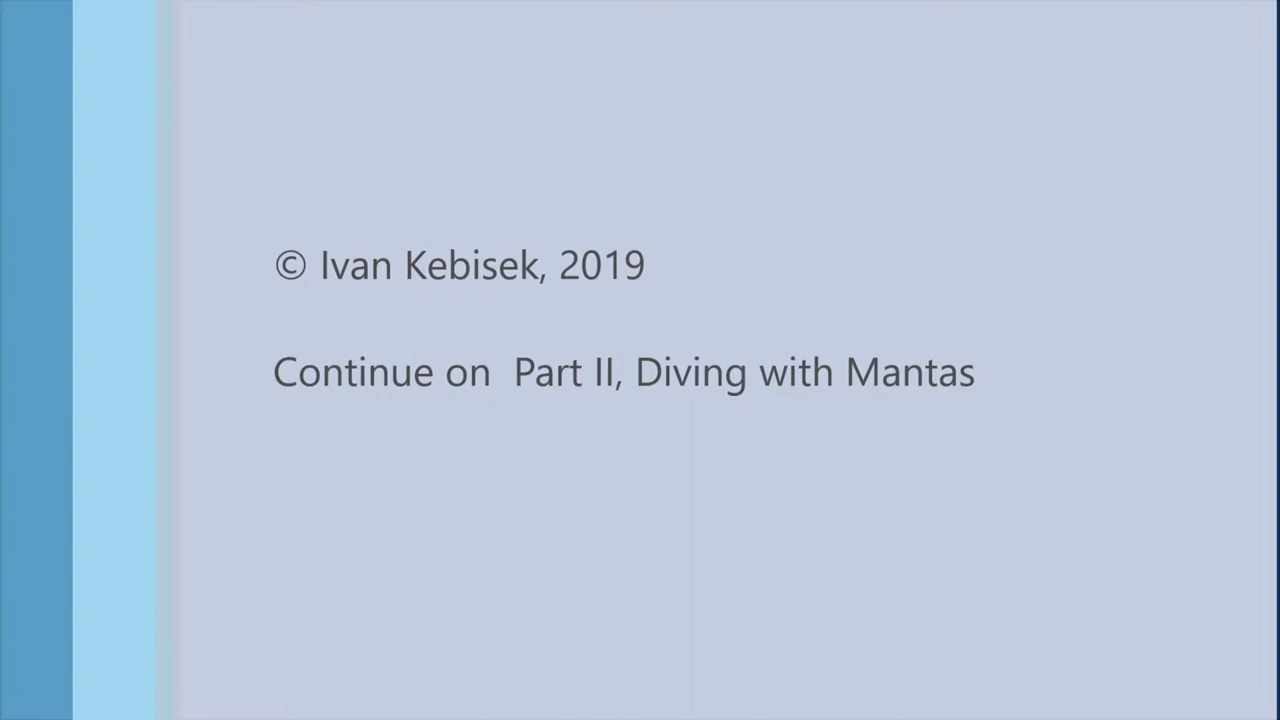 © Ivan Kebisek, 2019
Continue on  Part II, Diving with Mantas